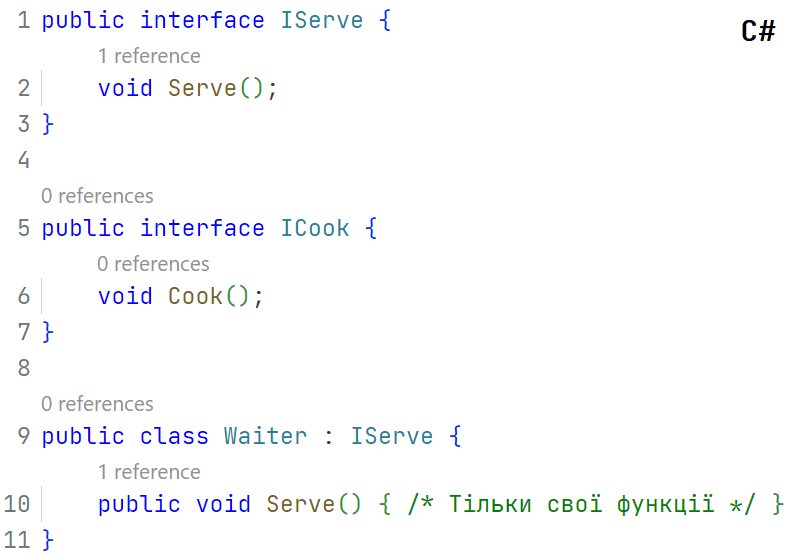 C#
1 public interface IServe {
1 reference
2 void Serve();
3 }
4
0 references
5 public interface ICook {
0 references
6 void Cook();
7 }
8
0 references
9 public class Waiter : IServe {
1 reference
10 public void Serve() { /* Тільки свої функції */ }
11 }